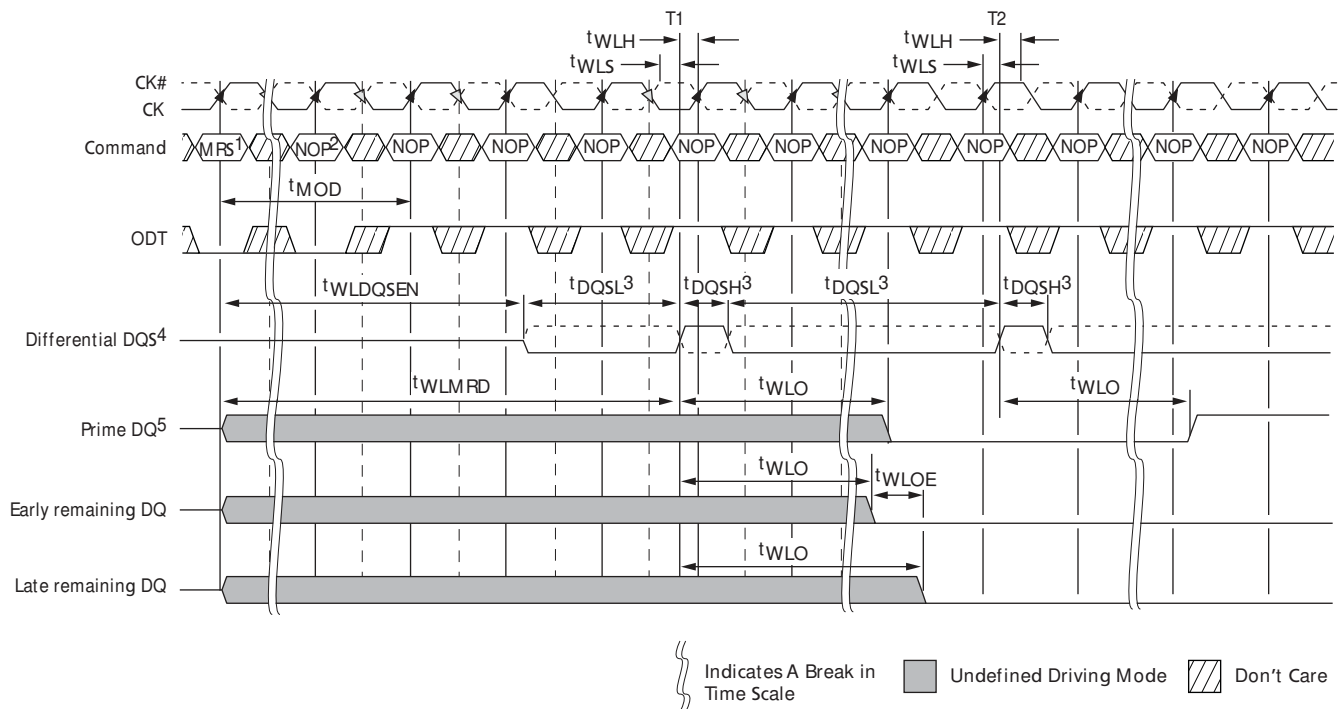 T1 T2
tWLH tWLH
tWLS tWLS
CK#
CK
Command MRS1 NOP2 NOP NOP NOP NOP NOP NOP NOP NOP NOP NOP
tMOD
ODT
tWLDQSEN tDQSL3 tDQSH3 tDQSL3 tDQSH3
Differential DQS4
tWLMRD tWLO tWLO
Prime DQ5
tWLO tWLOE
Early remaining DQ
tWLO
Late remaining DQ
Indicates A Break in
Time Scale
Undefined Driving Mode
Don't Care